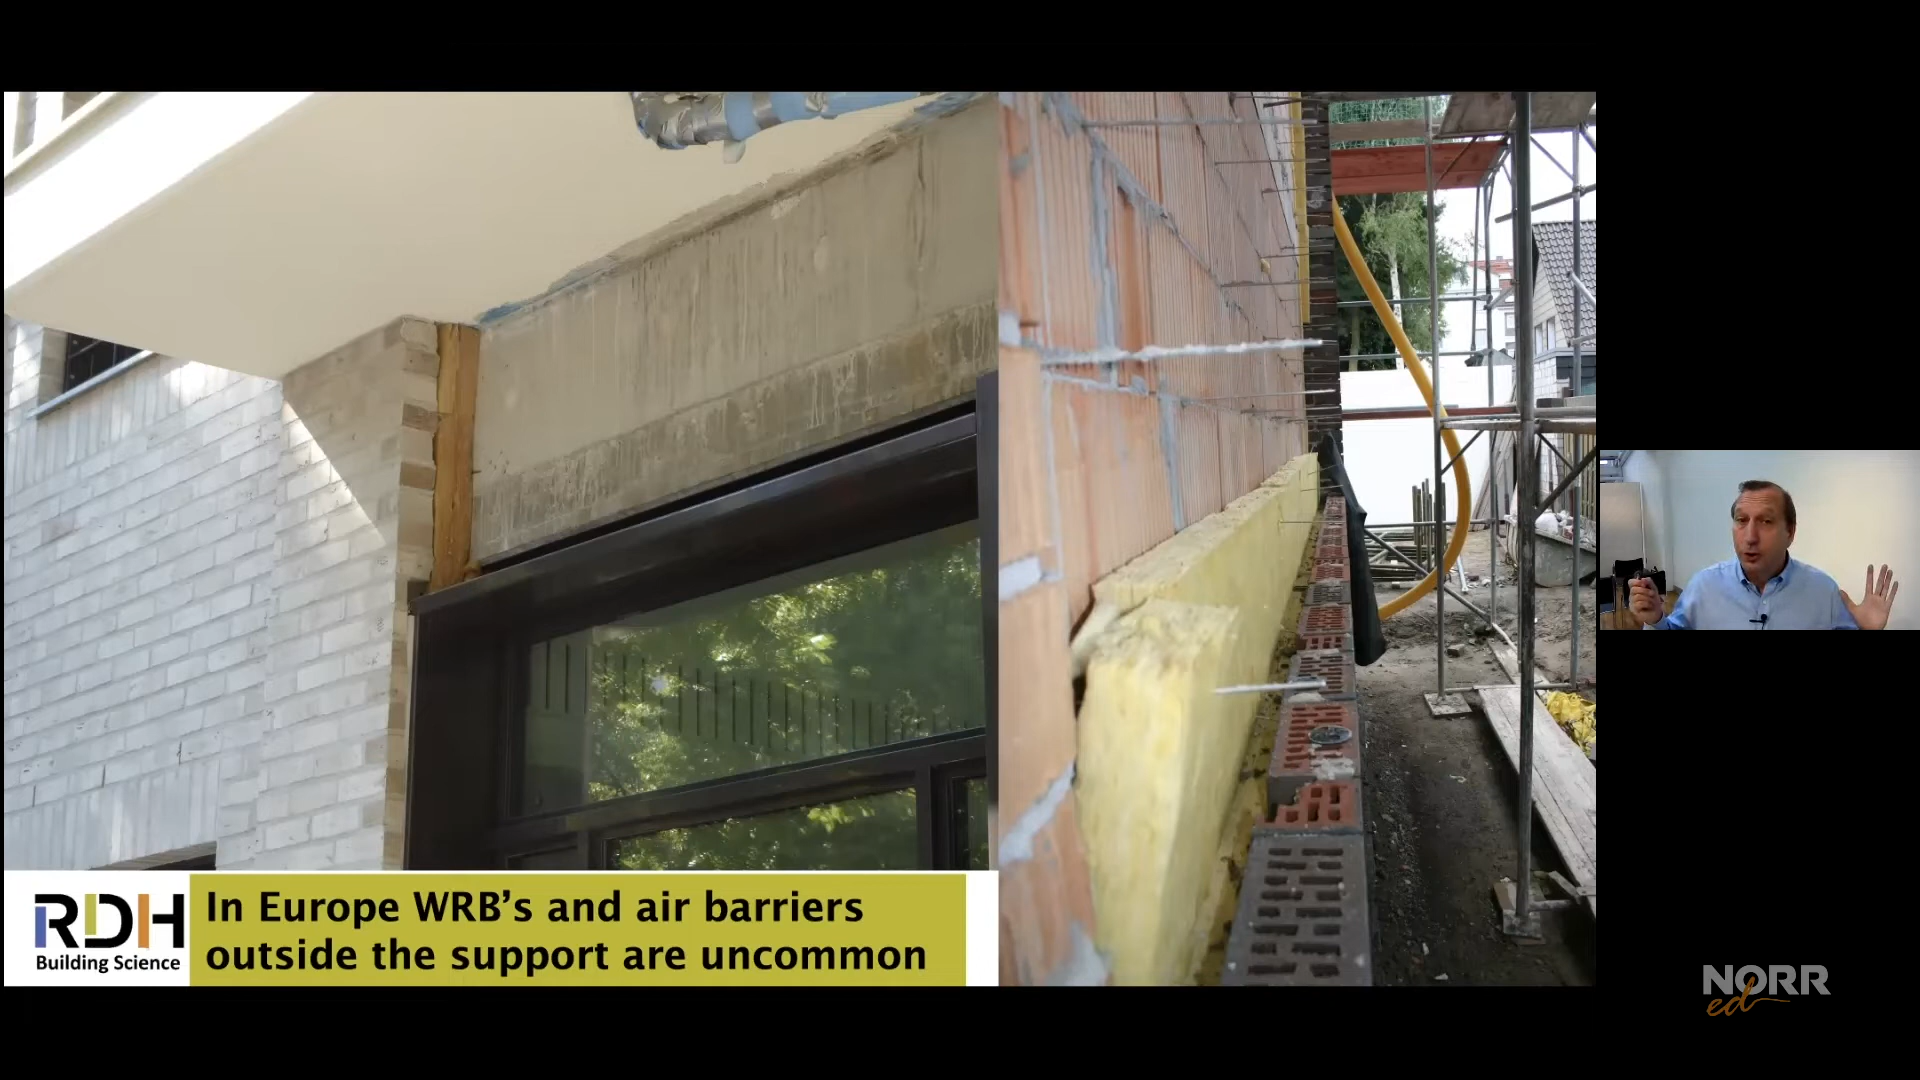 RDH
Building Science
In Europe WRB's and air barriers
outside the support are uncommon
NORR
ed